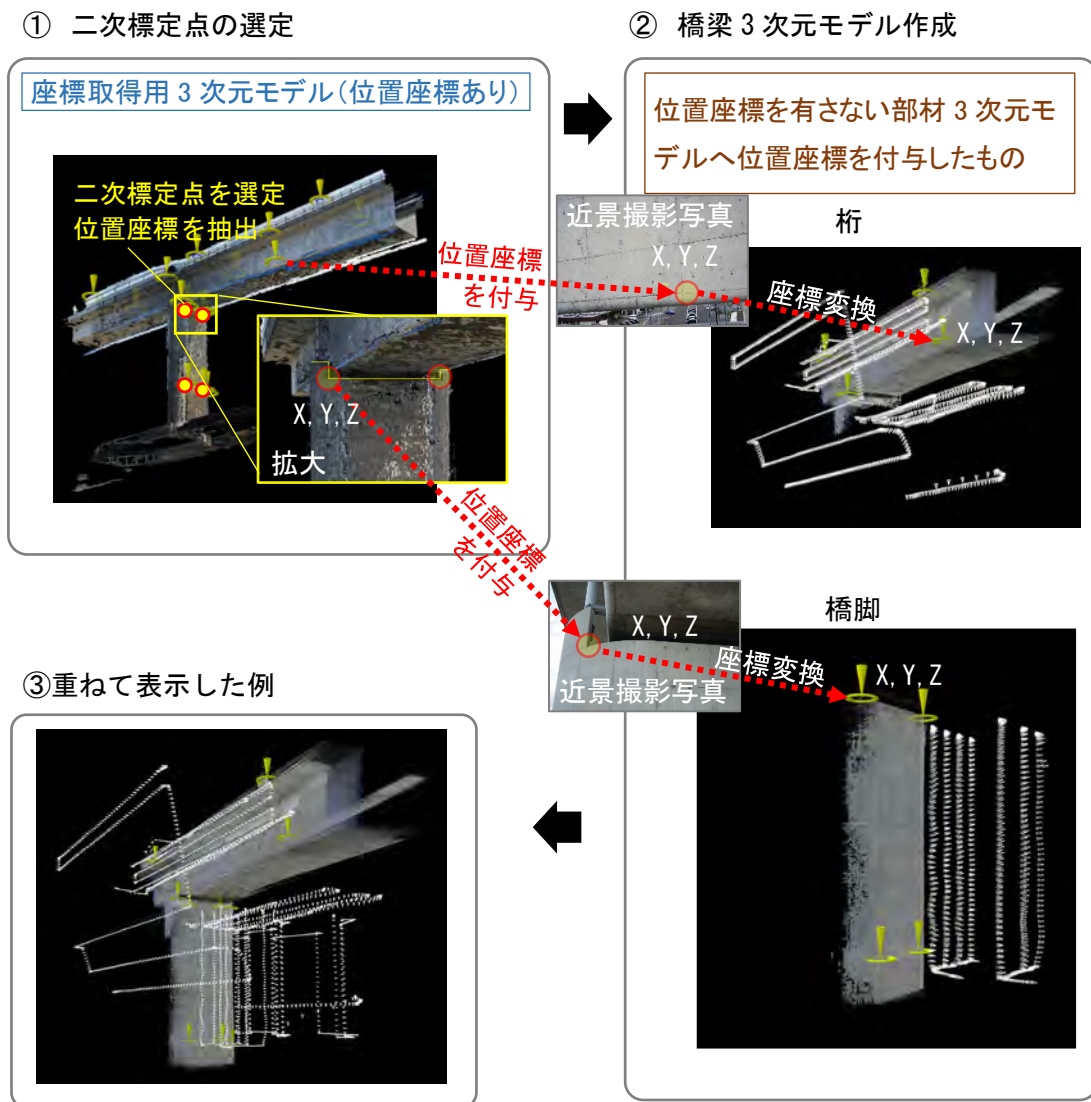 ① 二次標定点の選定
座標取得用3次元モデル(位置座標あり)
二次標定点を選定
位置座標を抽出
X, Y, Z
拡大
位置座標
を付与
位置座標
を付与
② 橋梁3次元モデル作成
位置座標を有さない部材3次元モ
デルへ位置座標を付与したもの
近景撮影写真
X, Y, Z
桁
座標変換
X, Y, Z
橋脚
X, Y, Z
近景撮影写真
座標変換
X, Y, Z
③重ねて表示した例